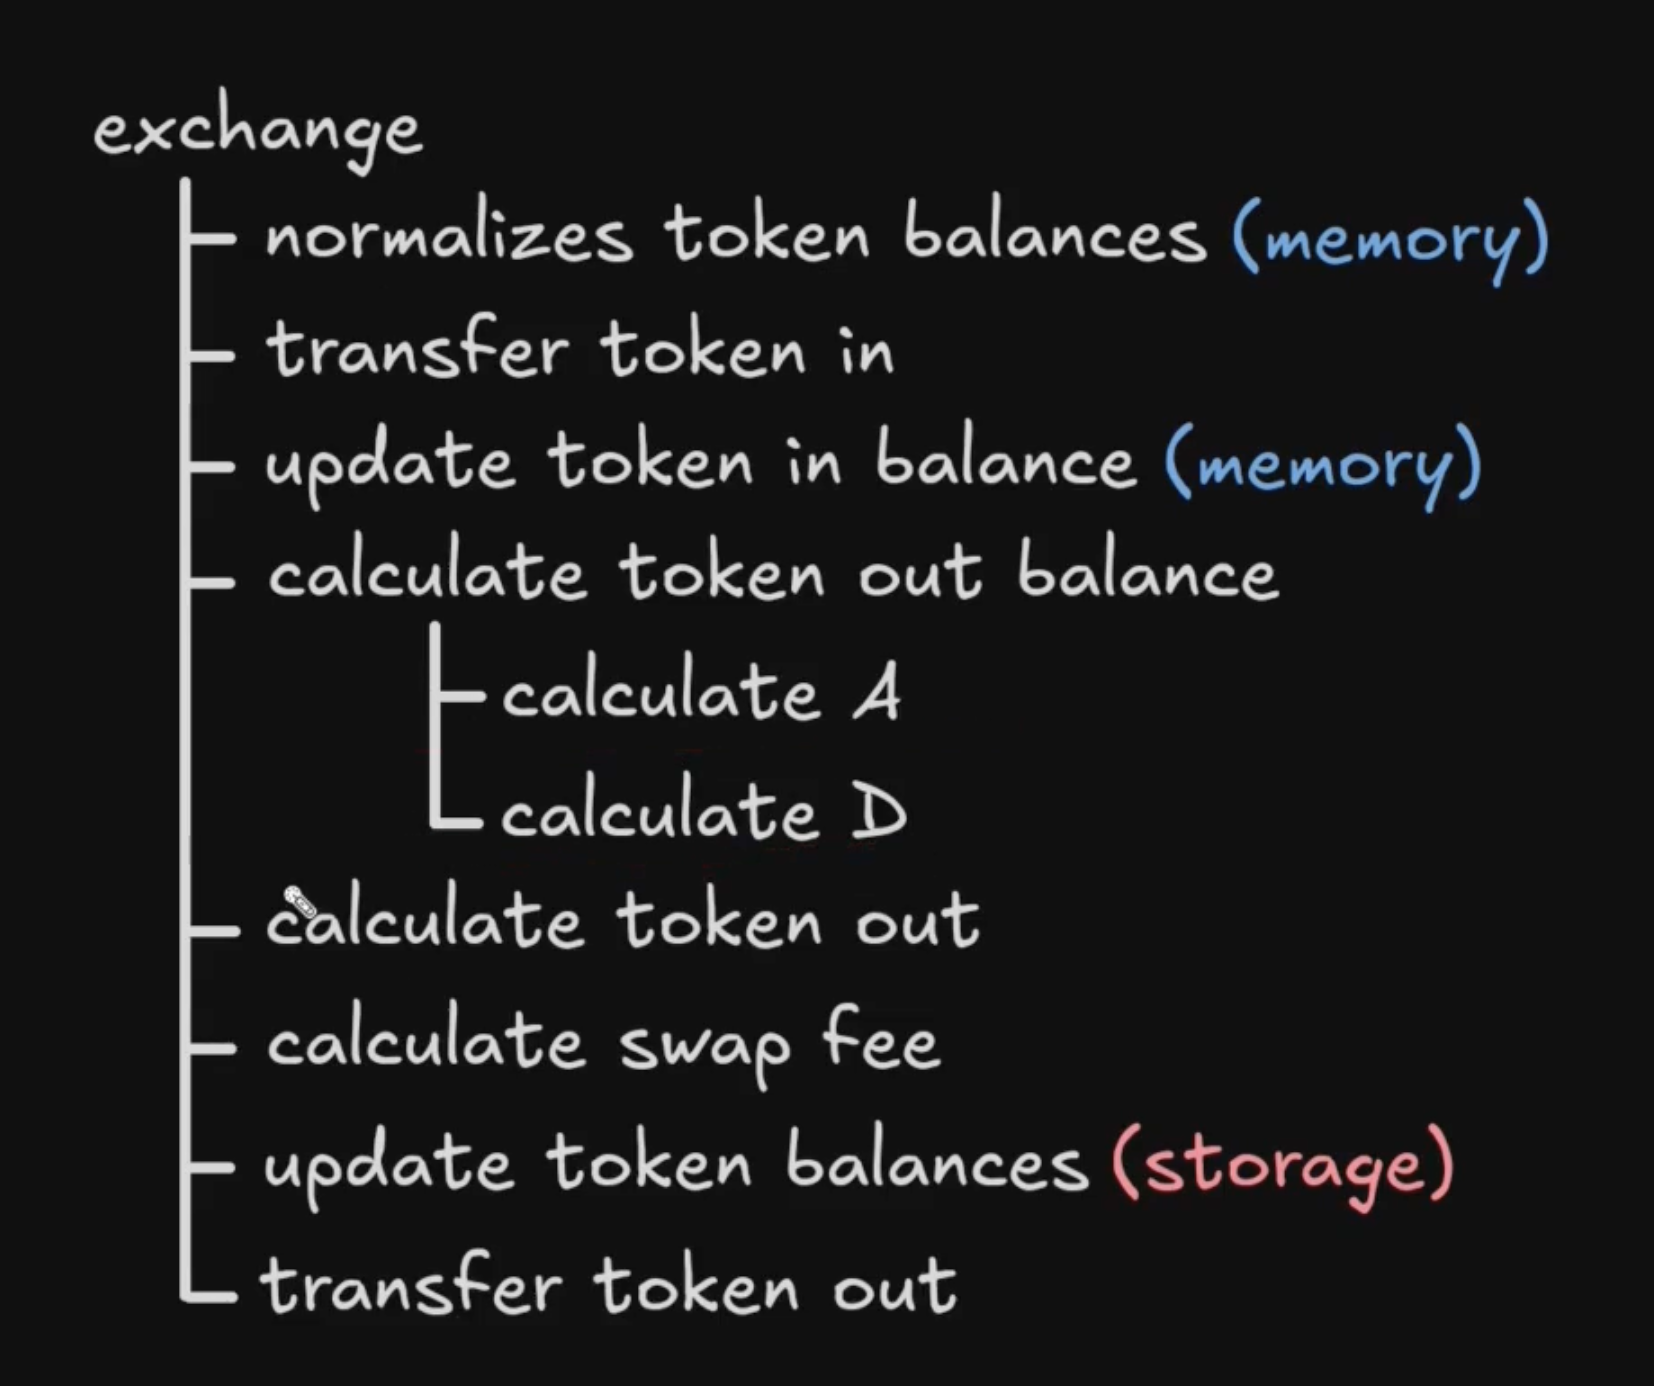 exchange
normalizes token balances (memory)
transfer token in
update token in balance (memory)
calculate token out balance
calculate A
calculate D
calculate token out
calculate swap fee
update token balances (storage)
transfer token out